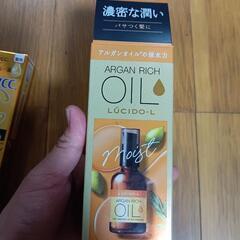 濃密な潤い
パサつく髪に
アルガンオイル の保水力
ARGAN RICH
OIL
LÚCIDO-L
Moist
ARGAN RICH
OIL